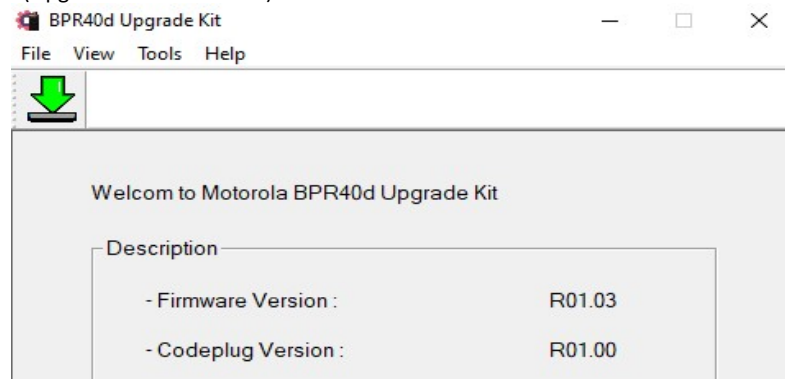 BPR40d Upgrade Kit
File View Tools Help
Welcom to Motorola BPR40d Upgrade Kit
Description
- Firmware Version : R01.03
- Codeplug Version : R01.00